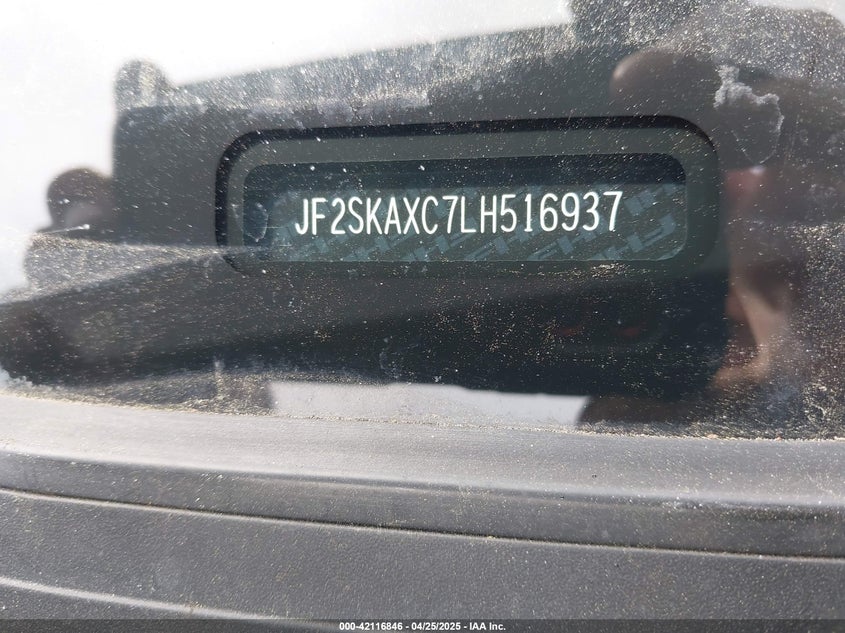 JF2SKAXC7LH516937
000-42116846 - 04/25/2025 - IAA Inc.